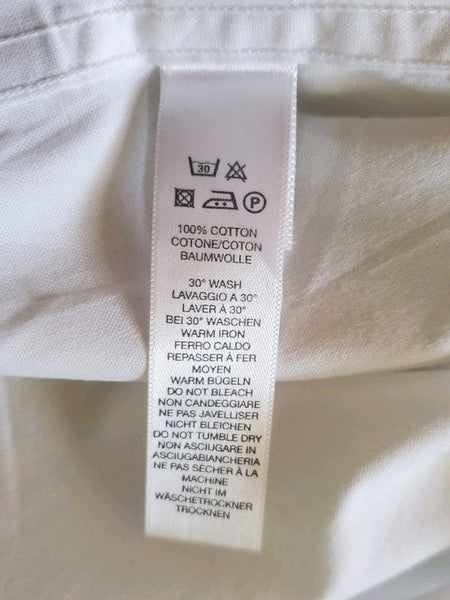 30
P
100% COTTON
COTONE/COTON
BAUMWOLLE
30° WASH
LAVAGGIO A 30°
LAVER À 30°
BEI 30° WASCHEN
WARM IRON
FERRO CALDO
REPASSER À FER
MOYEN
WARM BÜGELN
DO NOT BLEACH
NON CANDEGGIARE
NE PAS JAVELLISER
NICHT BLEICHEN
DO NOT TUMBLE DRY
NON ASCIUGARE IN
ASCIUGABIANCHERIA
NE PAS SÈCHER À LA
MACHINE
NICHT IM
WÄSCHETROCKNER
TROCKNEN